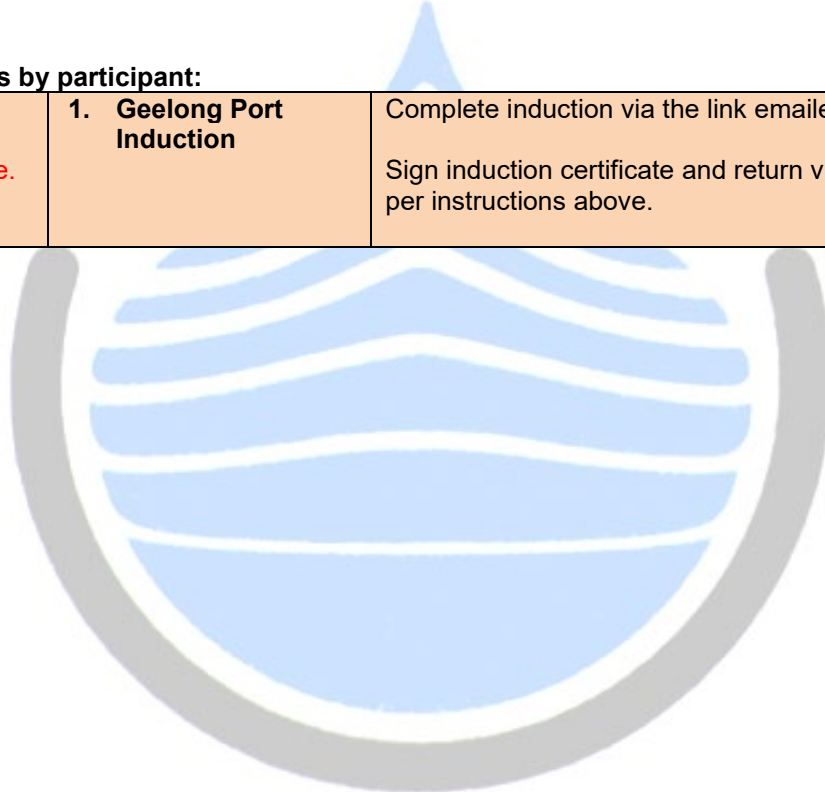 s by participant:
e.
1. Geelong Port
Induction
Complete induction via the link emaile
Sign induction certificate and return v
per instructions above.